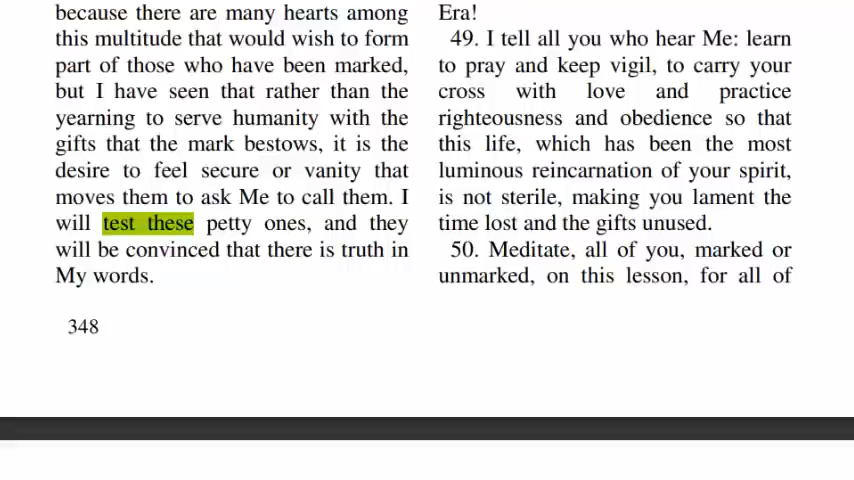 because there are many hearts among
this multitude that would wish to form
part of those who have been marked,
but I have seen that rather than the
yearning to serve humanity with the
gifts that the mark bestows, it is the
desire to feel secure or vanity that
moves them to ask Me to call them. I
will test these petty ones, and they
will be convinced that there is truth in
My words.
348
Era!
49. I tell all you who hear Me: learn
to pray and keep vigil, to carry your
cross with love and practice
righteousness and obedience so that
this life, which has been the most
luminous reincarnation of your spirit,
is not sterile, making you lament the
time lost and the gifts unused.
50. Meditate, all of you, marked or
unmarked, on this lesson, for all of